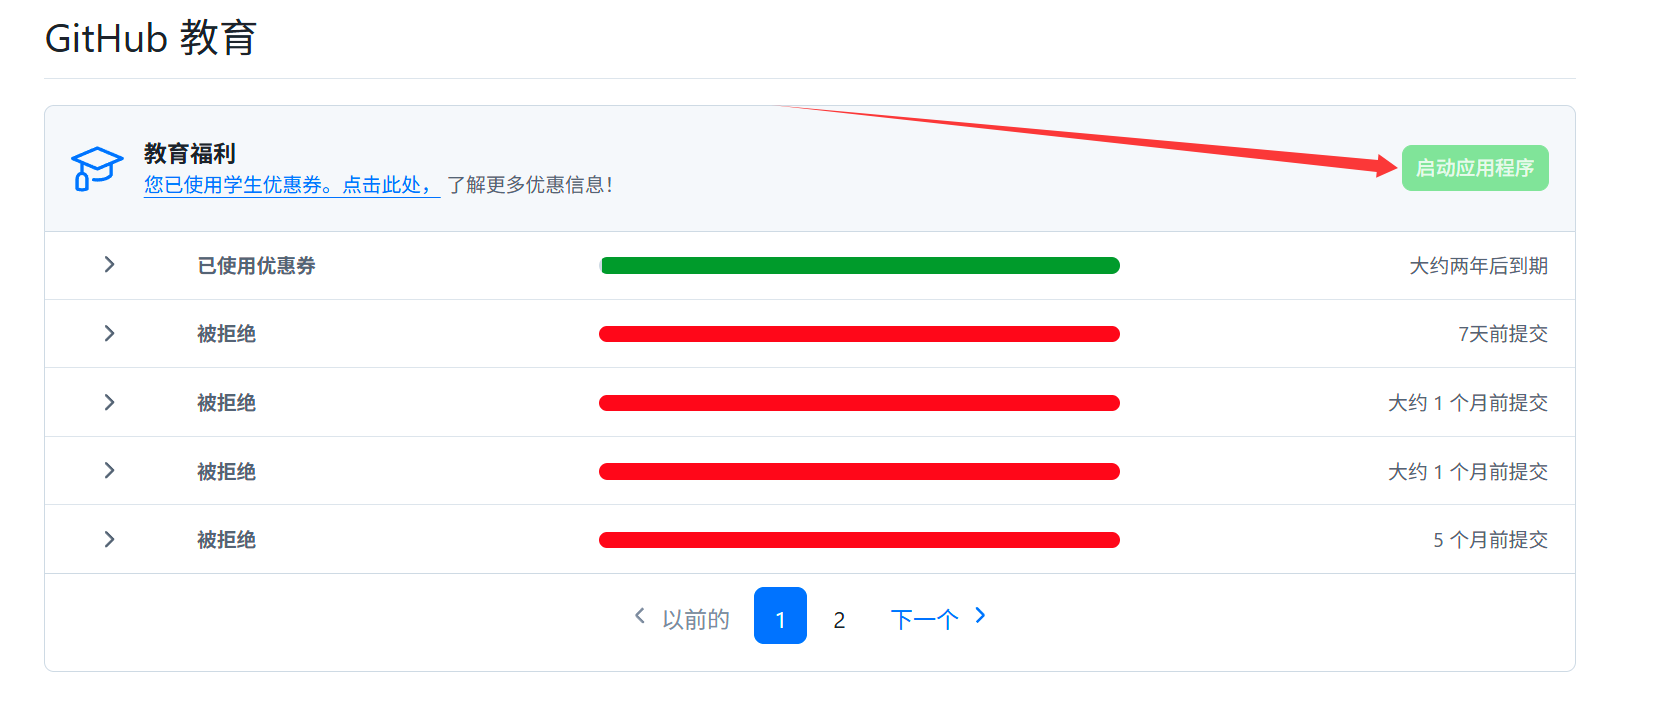 GitHub 教育
教育福利
您已使用学生优惠券。点击此处， 了解更多优惠信息！
启动应用程序
已使用优惠券
大约两年后到期
被拒绝
7天前提交
被拒绝
大约 1 个月前提交
被拒绝
大约 1 个月前提交
被拒绝
5 个月前提交
以前的 1 2 下一个